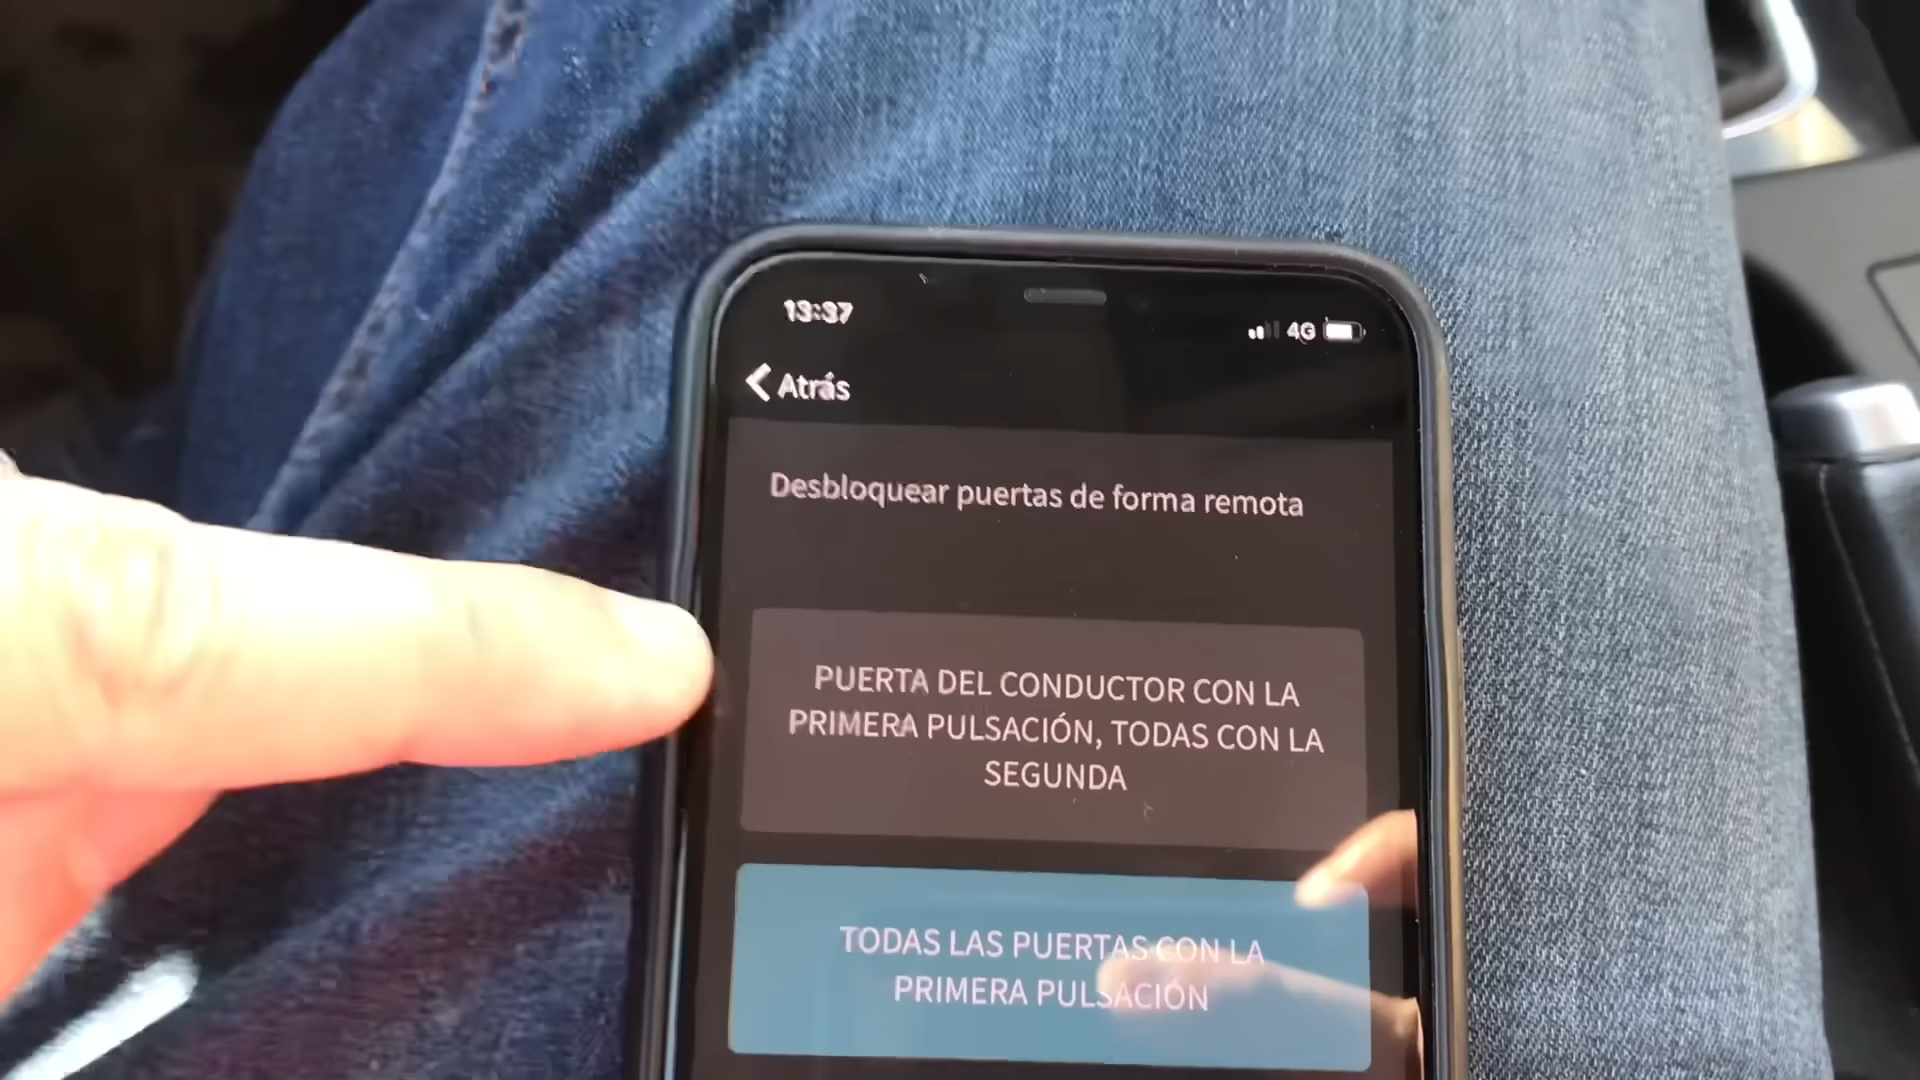 13:37
4G
Atrás
Desbloquear puertas de forma remota
PUERTA DEL CONDUCTOR CON LA
PRIMERA PULSACIÓN, TODAS CON LA
SEGUNDA
TODAS LAS PUERTAS CON LA
PRIMERA PULSACIÓN